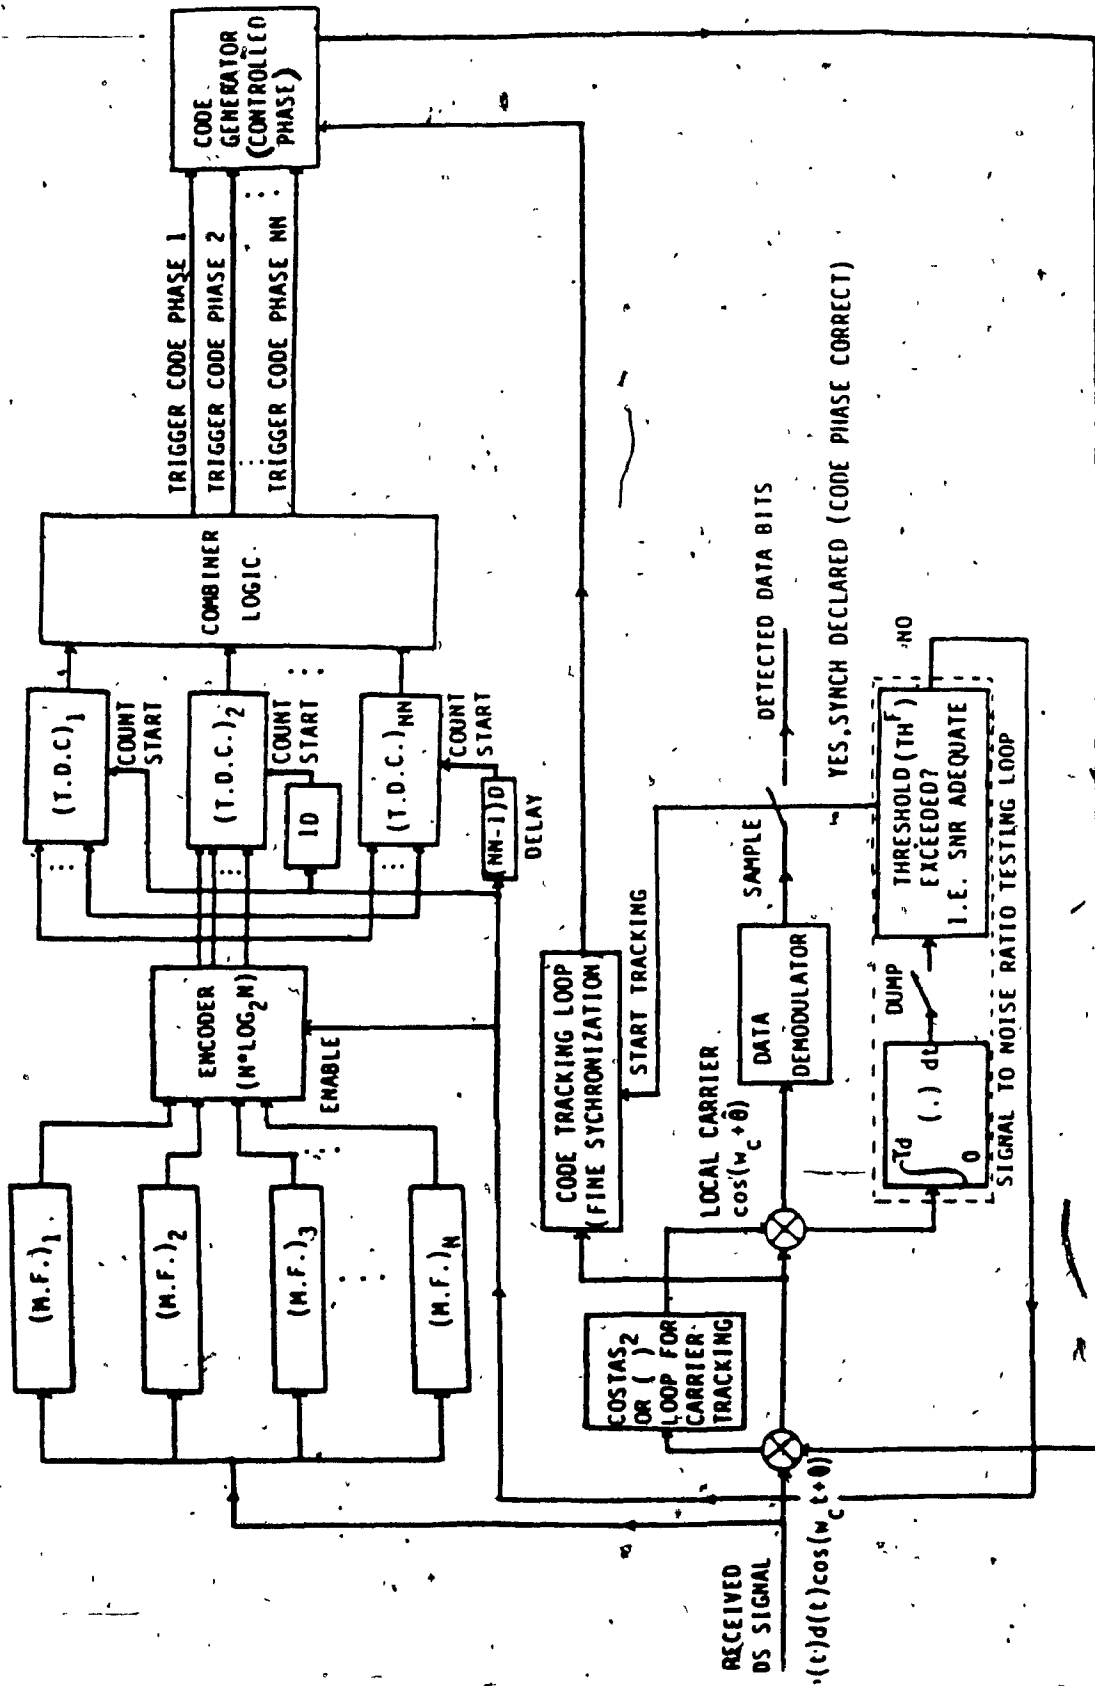 (M.F.)1
(M.F.)2
(M.F.)3
(M.F.)N
ENCODER
(N*LOG2N)
ENABLE
(T.D.C)1
COUNT
START
(T.D.C.)2
COUNT
START
1D
(T.D.C.)NN
COUNT
START
(NN-1)D
DELAY
COMBINER
LOGIC
TRIGGER CODE PHASE 1
TRIGGER CODE PHASE 2
TRIGGER CODE PHASE NN
CODE
GENERATOR
(CONTROLLED
PHASE)
CODE TRACKING LOOP
(FINE SYCHRONIZATION)
START TRACKING
COSTAS
OR ( )2
LOOP FOR
CARRIER
TRACKING
LOCAL CARRIER
cos(wc+θ̂)
DATA
DEMODULATOR
SAMPLE
DETECTED DATA BITS
YES,SYNCH DECLARED (CODE PHASE CORRECT)
RECEIVED
DS SIGNAL
(t)d(t)cos(wct+θ)
Td
∫ (.) dt
0
DUMP
THRESHOLD(THF)
EXCEEDED?
I.E. SNR ADEQUATE
NO
SIGNAL TO NOISE RATIO TESTING LOOP